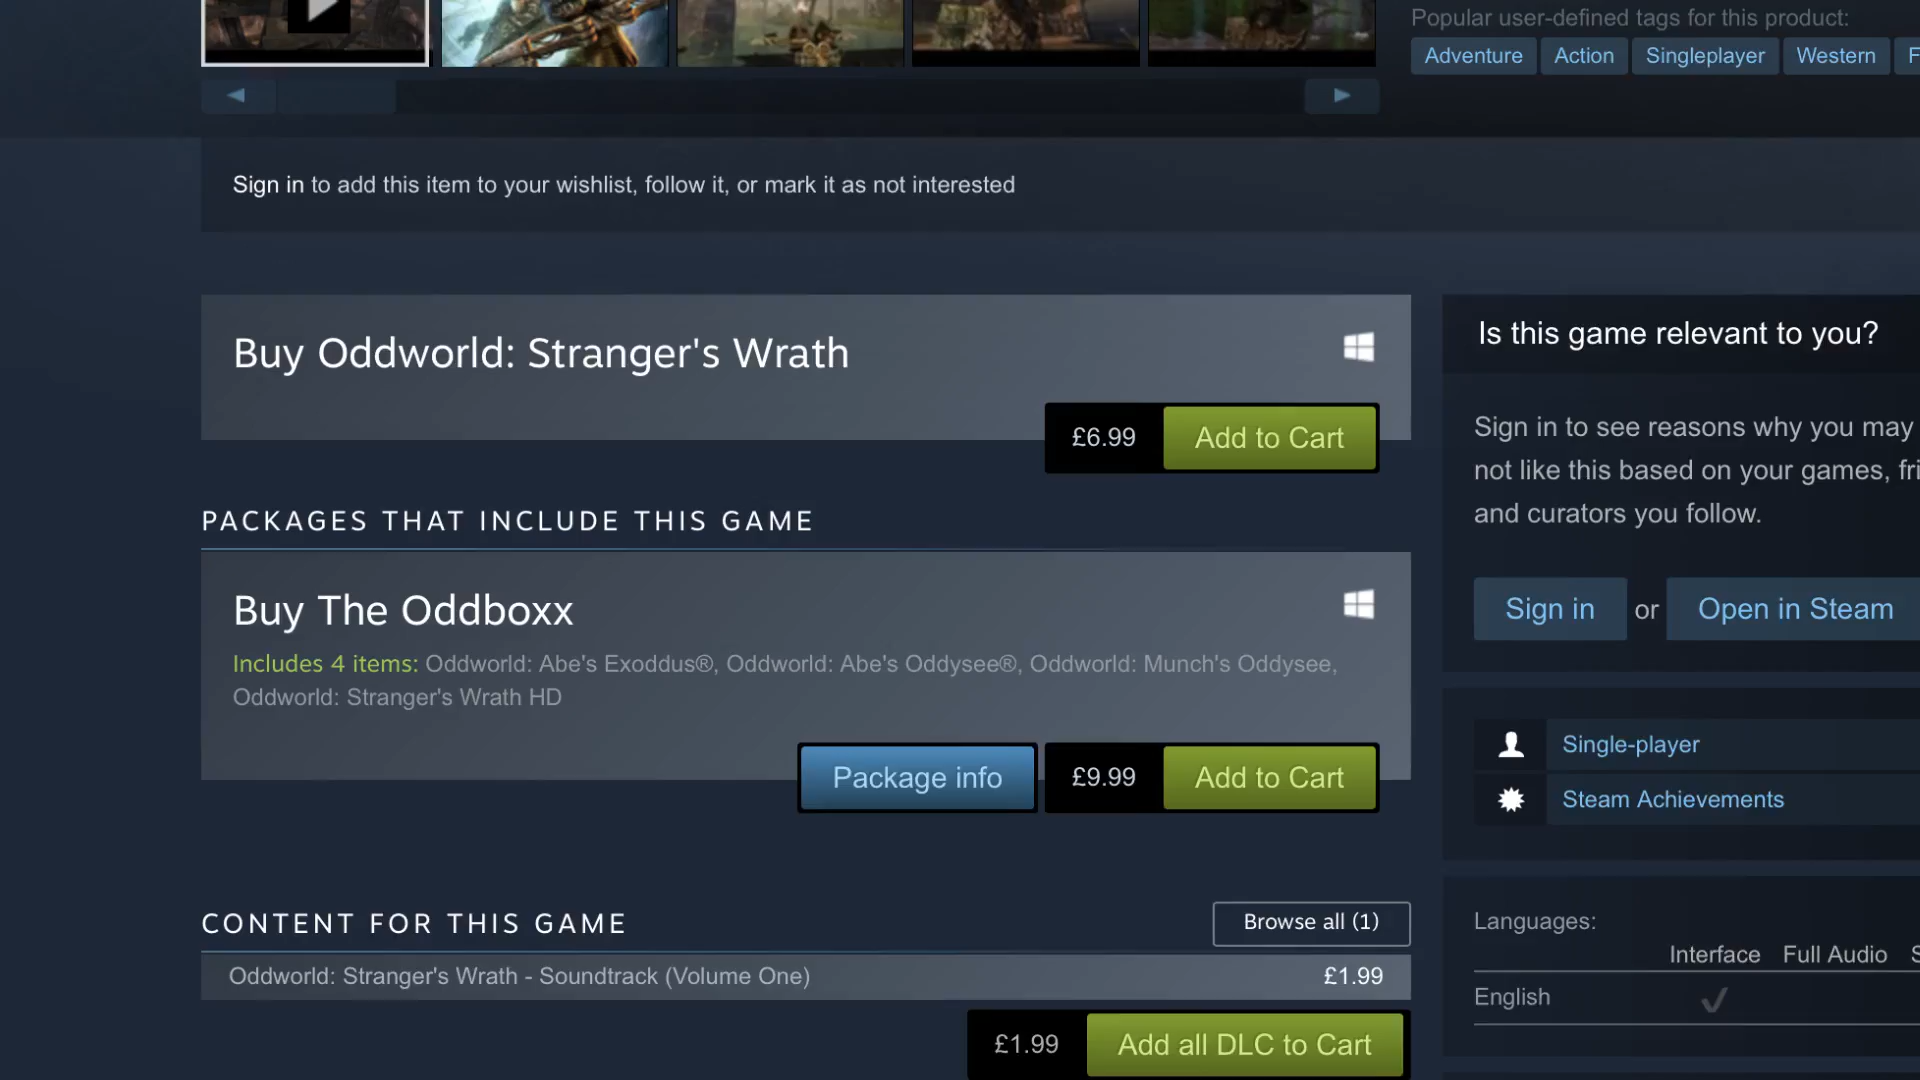 Popular user-defined tags for this product:
Adventure Action Singleplayer Western F
Sign in to add this item to your wishlist, follow it, or mark it as not interested
Buy Oddworld: Stranger's Wrath
£6.99 Add to Cart
PACKAGES THAT INCLUDE THIS GAME
Buy The Oddboxx
Includes 4 items: Oddworld: Abe's Exoddus®, Oddworld: Abe's Oddysee®, Oddworld: Munch's Oddysee,
Oddworld: Stranger's Wrath HD
Package info £9.99 Add to Cart
CONTENT FOR THIS GAME Browse all (1)
Oddworld: Stranger's Wrath - Soundtrack (Volume One) £1.99
£1.99 Add all DLC to Cart
Is this game relevant to you?
Sign in to see reasons why you may
not like this based on your games, fri
and curators you follow.
Sign in or Open in Steam
Single-player
Steam Achievements
Languages:
Interface Full Audio S
English